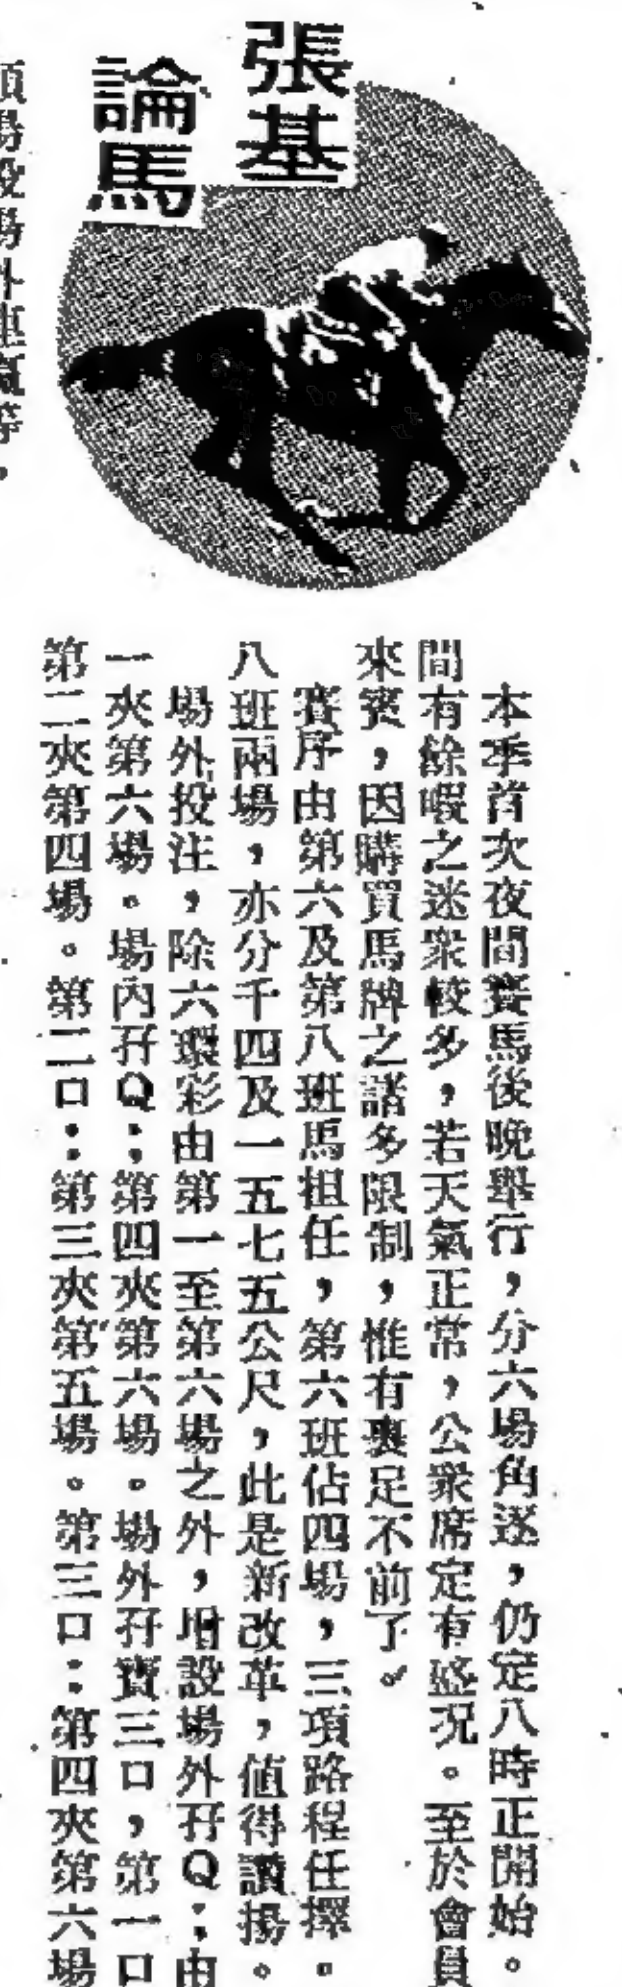 張基
論馬
本季首次夜間賽馬後晚舉行，分六場角逐，仍定八時正開始。
間有餘暇之迷衆較多，若天氣正常，公衆席定有盛況。至於會員
來賓，因購買馬牌之諸多限制，惟有裹足不前了。
賽序由第六及第八班馬担任，第六班佔四場，三項路程任擇。
八班兩場，亦分千四及一五七五公尺，此是新改革，值得讚揚。
場外投注，除六環彩由第一至第六場之外，增設場外孖Q：由
一夾第六場。場內孖Q：第四夾第六場。場外孖寶三口，第一口
第二夾第四場。第二口：第三夾第五場。第三口：第四夾第六場